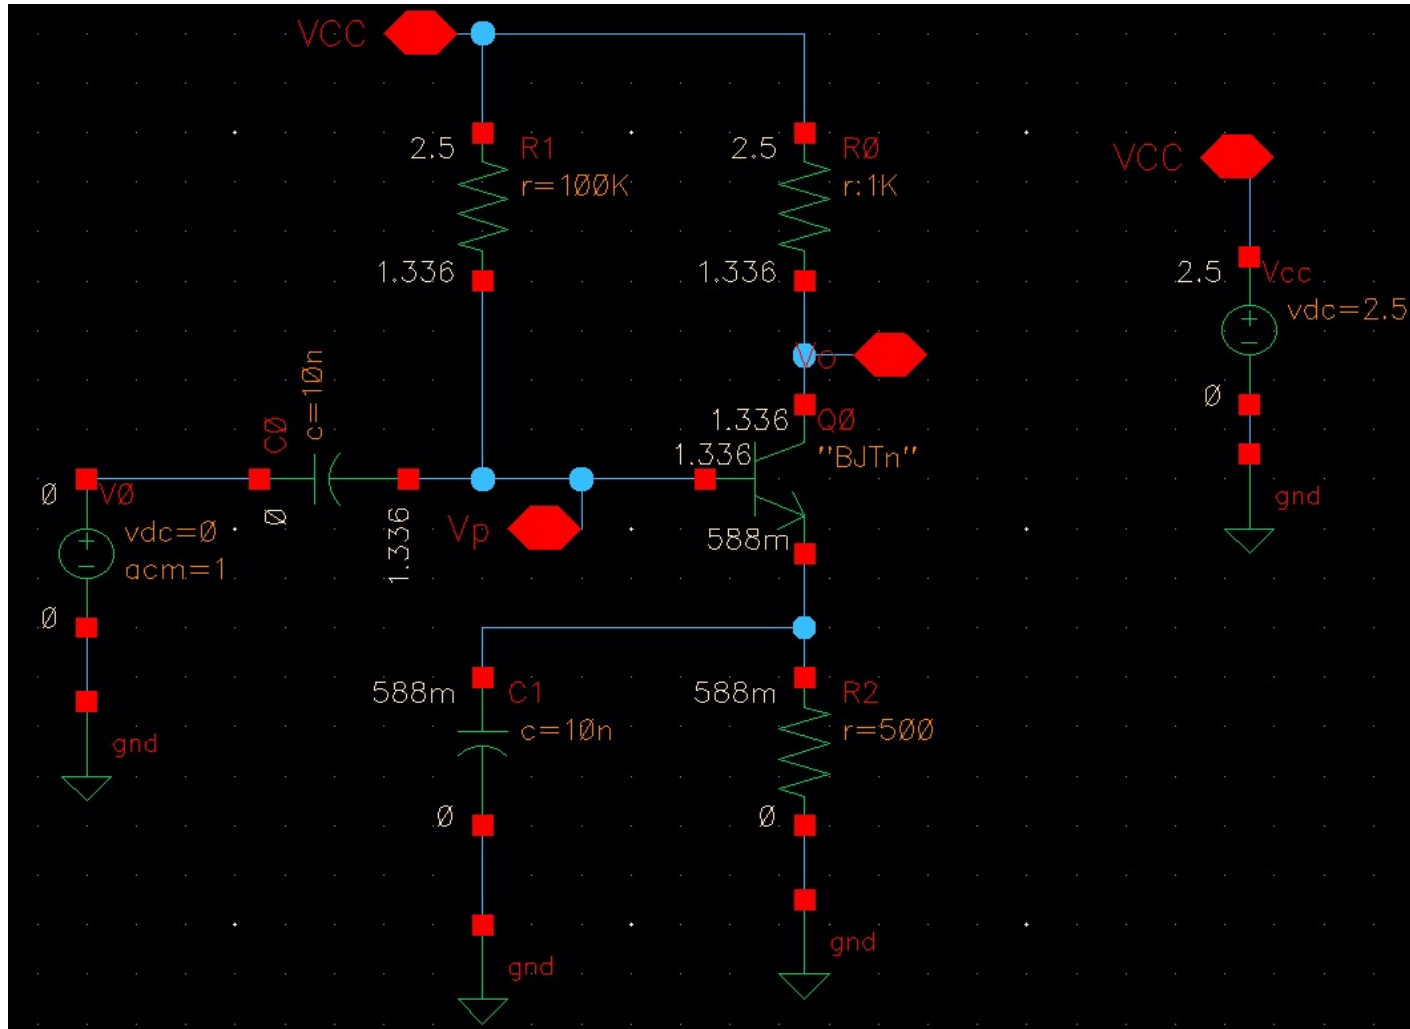 VCC
2.5
R1
r=100K
1.336
2.5
R0
r:1K
1.336
VCC
2.5
Vcc
vdc=2.5
0
gnd
Vo
1.336
Q0
1.336
"BJTn"
588m
C0
c=10n
0
1.336
Vp
0
V0
vdc=0
acm=1
0
gnd
588m
C1
c=10n
0
gnd
588m
R2
r=500
0
gnd